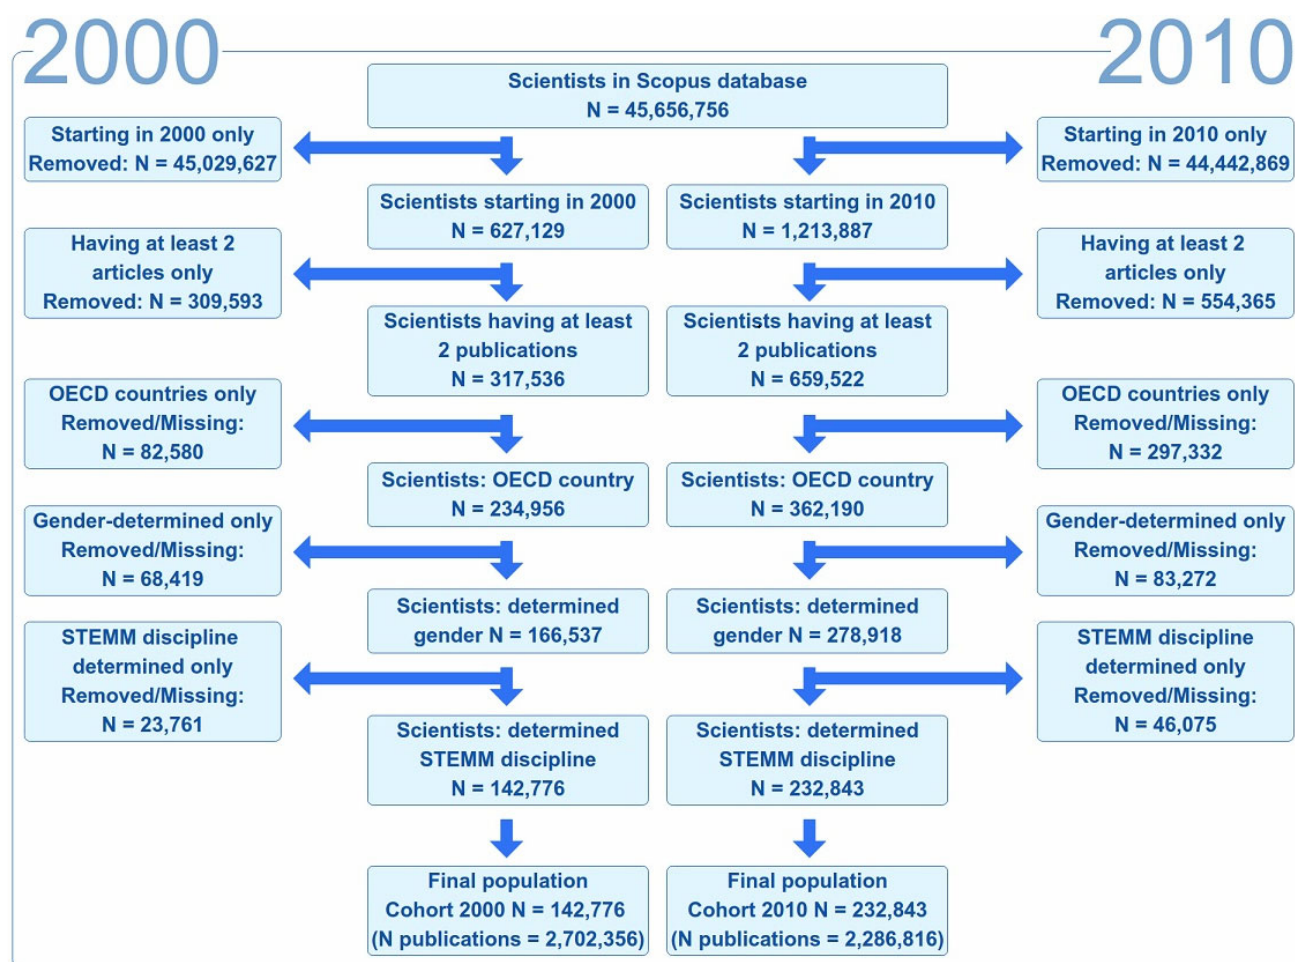 2000
2010
Scientists in Scopus database
N = 45,656,756
Starting in 2000 only
Removed: N = 45,029,627
Starting in 2010 only
Removed: N = 44,442,869
Scientists starting in 2000
N = 627,129
Scientists starting in 2010
N = 1,213,887
Having at least 2
articles only
Removed: N = 309,593
Having at least 2
articles only
Removed: N = 554,365
Scientists having at least
2 publications
N = 317,536
Scientists having at least
2 publications
N = 659,522
OECD countries only
Removed/Missing:
N = 82,580
OECD countries only
Removed/Missing:
N = 297,332
Scientists: OECD country
N = 234,956
Scientists: OECD country
N = 362,190
Gender-determined only
Removed/Missing:
N = 68,419
Gender-determined only
Removed/Missing:
N = 83,272
Scientists: determined
gender N = 166,537
Scientists: determined
gender N = 278,918
STEMM discipline
determined only
Removed/Missing:
N = 23,761
STEMM discipline
determined only
Removed/Missing:
N = 46,075
Scientists: determined
STEMM discipline
N = 142,776
Scientists: determined
STEMM discipline
N = 232,843
Final population
Cohort 2000 N = 142,776
(N publications = 2,702,356)
Final population
Cohort 2010 N = 232,843
(N publications = 2,286,816)